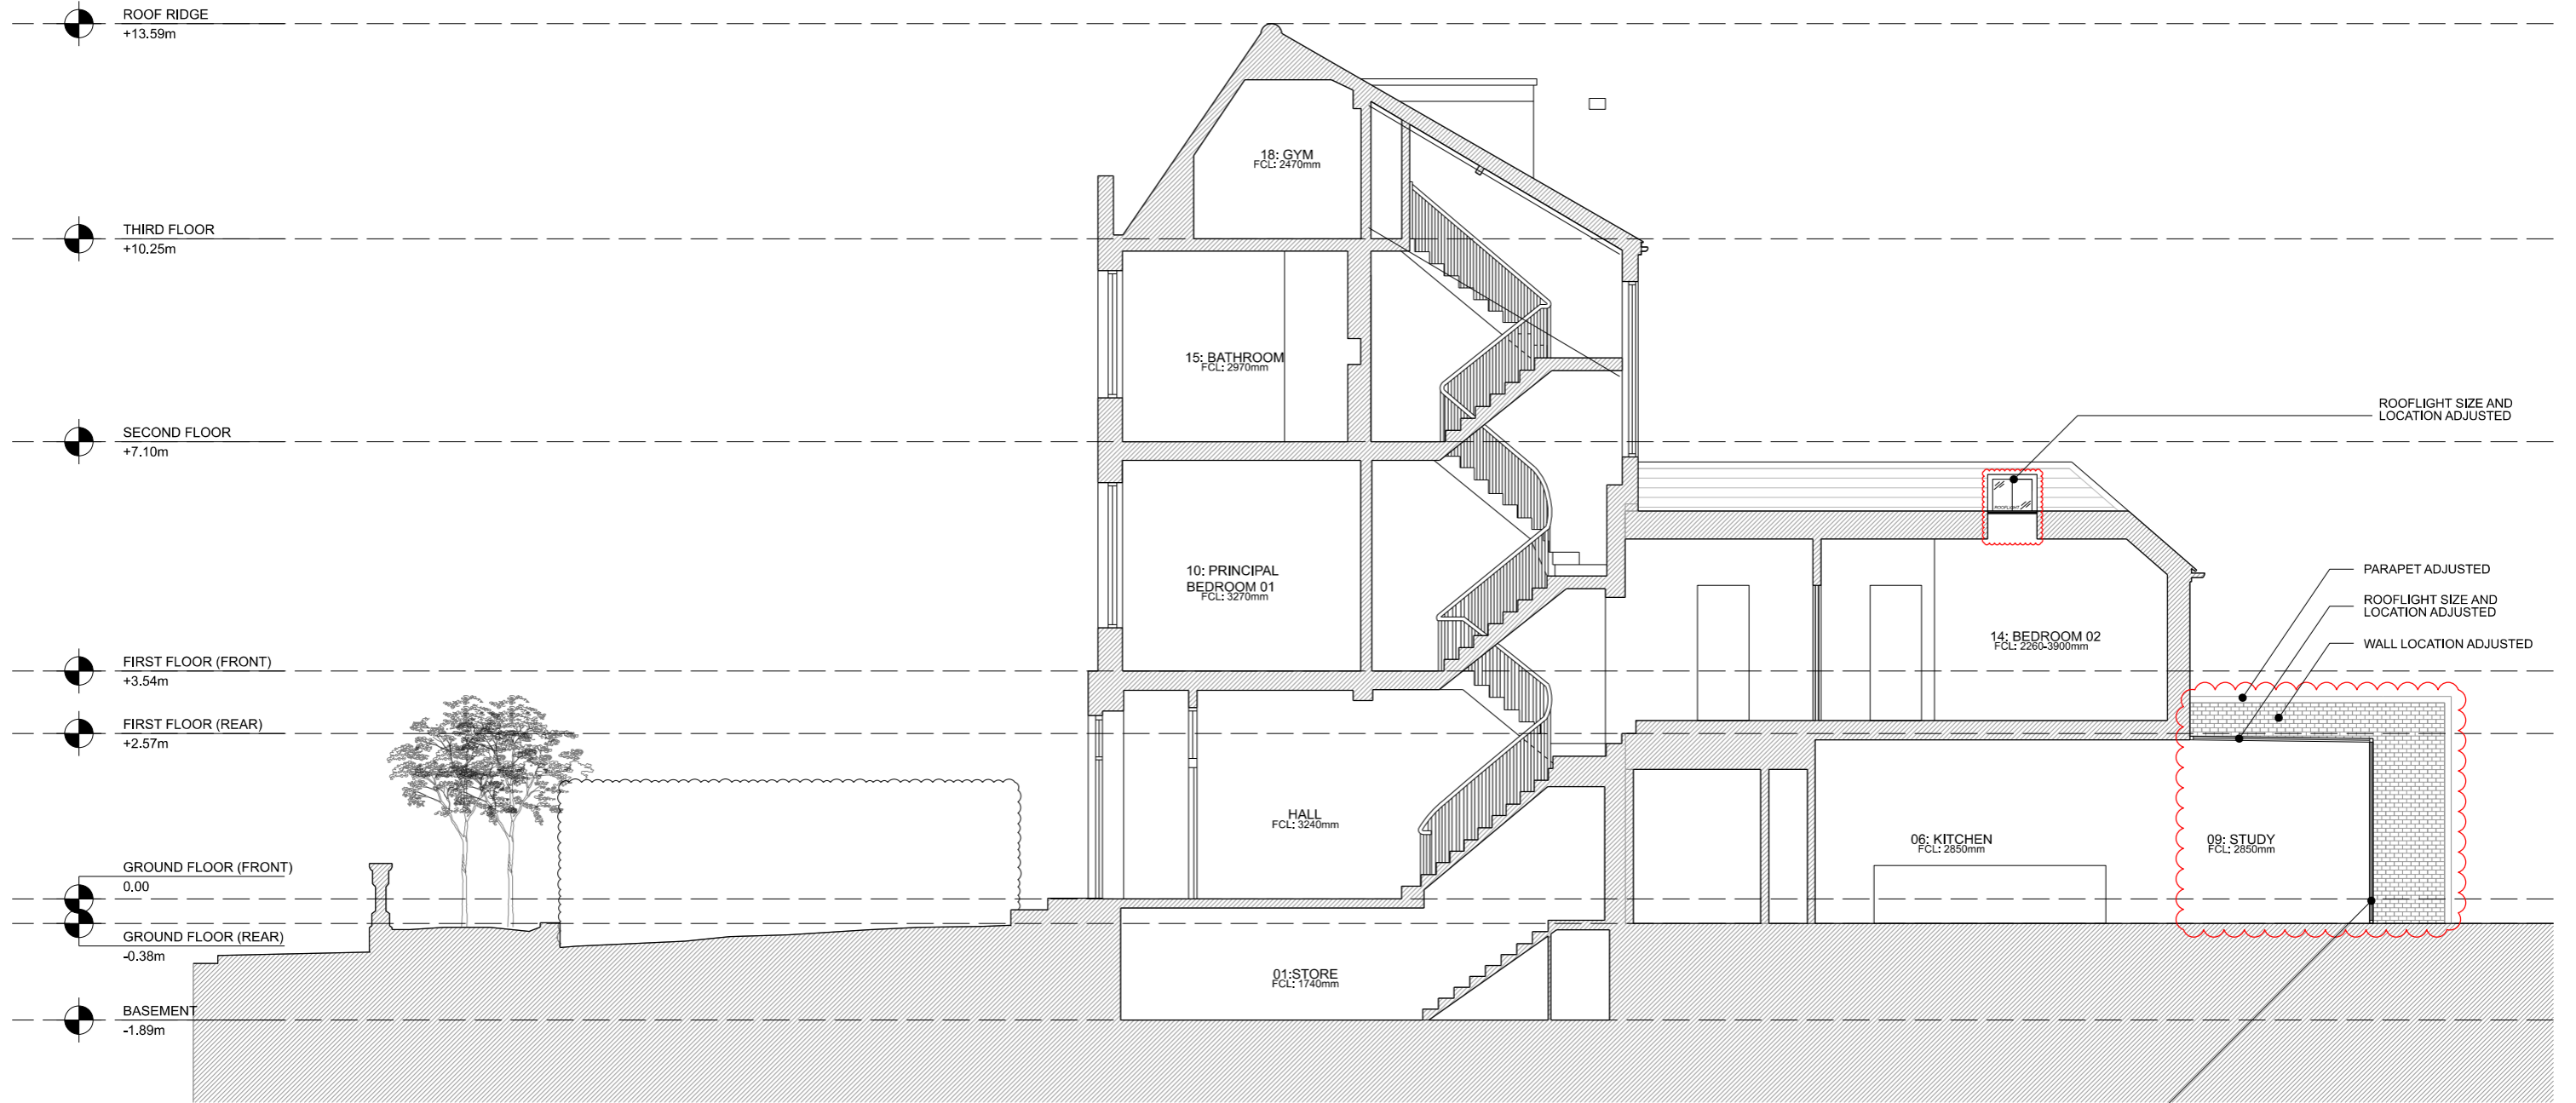 ROOF RIDGE
+13.59m
THIRD FLOOR
+10.25m
SECOND FLOOR
+7.10m
FIRST FLOOR (FRONT)
+3.54m
FIRST FLOOR (REAR)
+2.57m
GROUND FLOOR (FRONT)
0.00
GROUND FLOOR (REAR)
-0.38m
BASEMENT
-1.89m
18: GYM
FCL: 2470mm
15: BATHROOM
FCL: 2970mm
10: PRINCIPAL
BEDROOM 01
FCL: 3270mm
HALL
FCL: 3240mm
01:STORE
FCL: 1740mm
ROOFLIGHT
14: BEDROOM 02
FCL: 2260-3900mm
06: KITCHEN
FCL: 2850mm
09: STUDY
FCL: 2850mm
ROOFLIGHT SIZE AND
LOCATION ADJUSTED
PARAPET ADJUSTED
ROOFLIGHT SIZE AND
LOCATION ADJUSTED
WALL LOCATION ADJUSTED